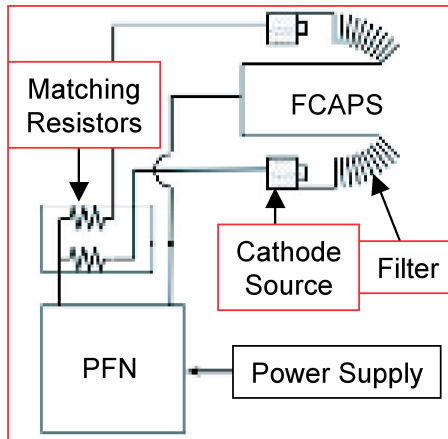 Matching
Resistors
FCAPS
Cathode
Source
Filter
PFN
Power Supply